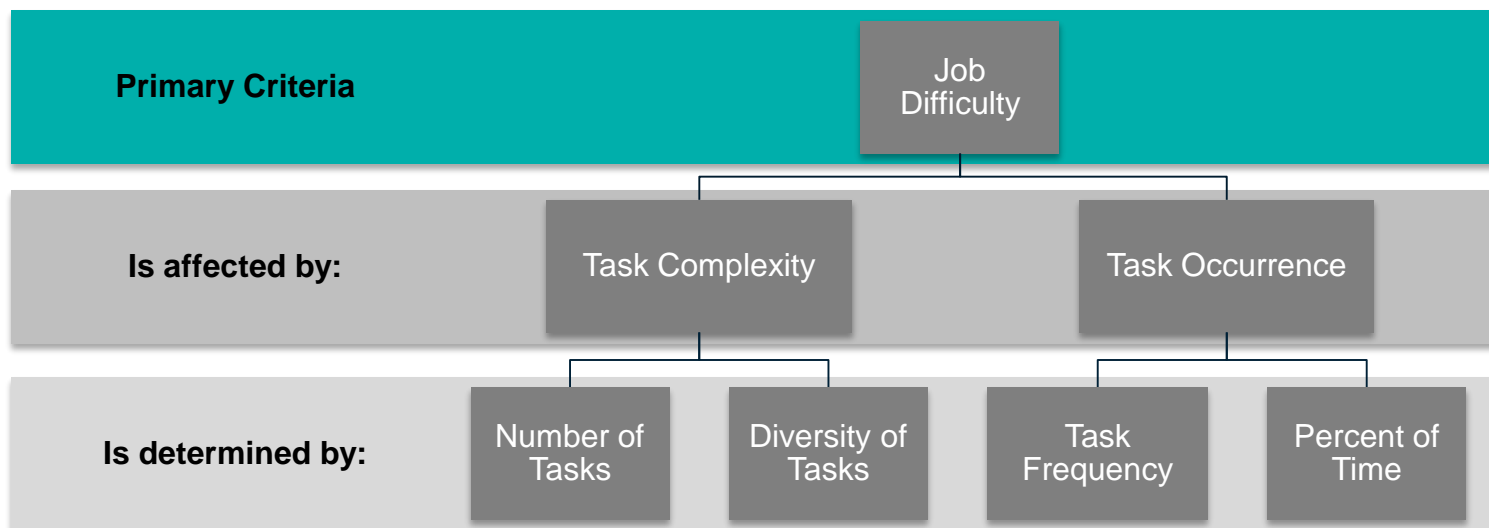 Primary Criteria
Job
Difficulty
Is affected by:
Task Complexity
Task Occurrence
Is determined by:
Number of
Tasks
Diversity of
Tasks
Task
Frequency
Percent of
Time